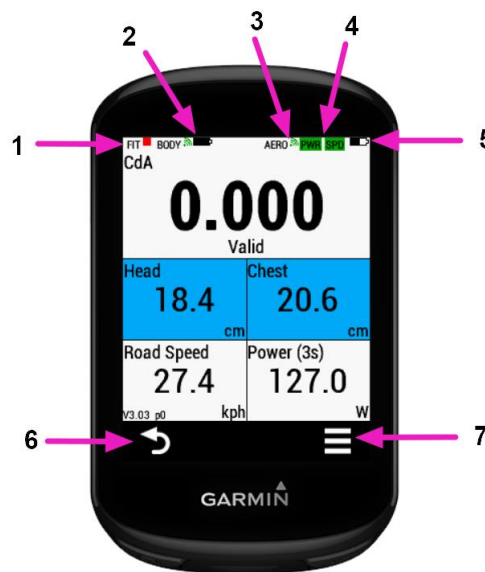 2 3 4
1 5
FIT BODY AERO PWR SPD
CdA
0.000
Valid
Head Chest
18.4 20.6
cm cm
Road Speed Power (3s)
27.4 127.0
V3.03 p0 kph W
6 7
GARMIN